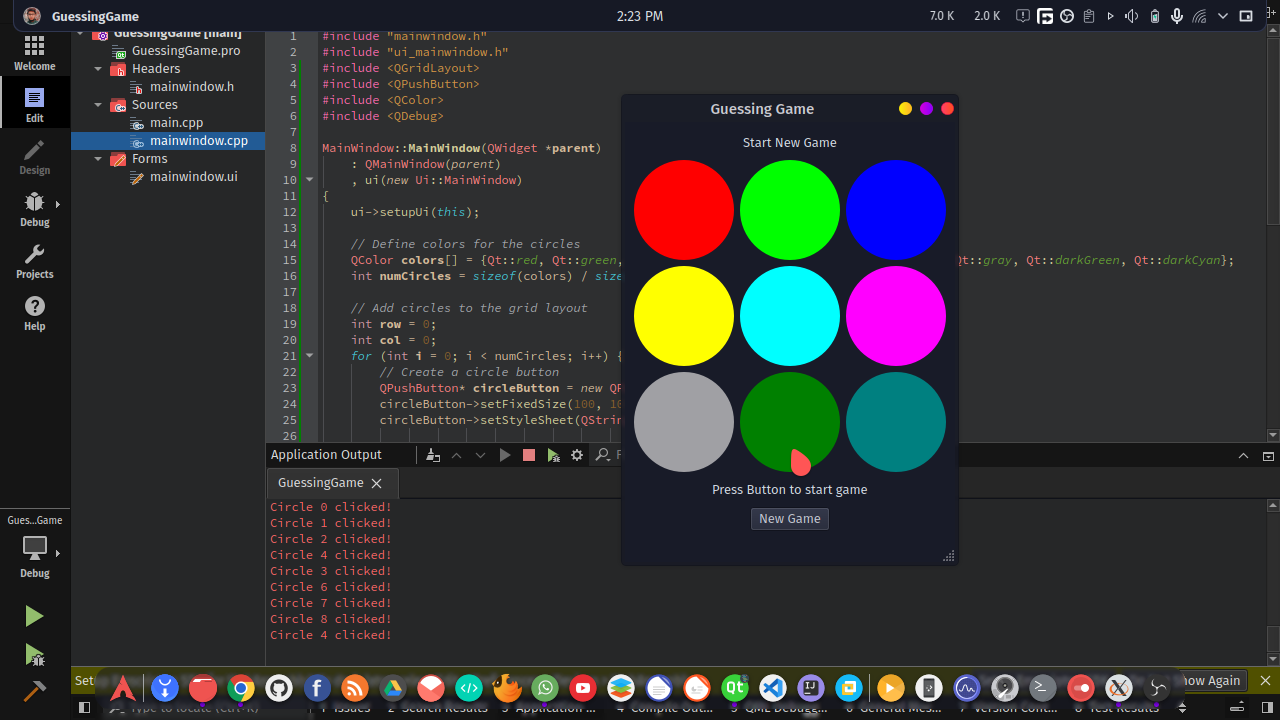 GuessingGame
2:23 PM
7.0 K
2.0 K
Welcome
Edit
Design
Debug
Projects
Help
Gues...Game
Debug
GuessingGame [main]
GuessingGame.pro
Headers
mainwindow.h
Sources
main.cpp
mainwindow.cpp
Forms
mainwindow.ui
1 #include "mainwindow.h"
2 #include "ui_mainwindow.h"
3 #include <QGridLayout>
4 #include <QPushButton>
5 #include <QColor>
6 #include <QDebug>
7
8 MainWindow::MainWindow(QWidget *parent)
9 : QMainWindow(parent)
10 , ui(new Ui::MainWindow)
11 {
12 ui->setupUi(this);
13
14 // Define colors for the circles
15 QColor colors[] = {Qt::red, Qt::green, Qt::gray, Qt::darkGreen, Qt::darkCyan};
16 int numCircles = sizeof(colors) / size
17
18 // Add circles to the grid layout
19 int row = 0;
20 int col = 0;
21 for (int i = 0; i < numCircles; i++) {
22 // Create a circle button
23 QPushButton* circleButton = new QP
24 circleButton->setFixedSize(100, 10
25 circleButton->setStyleSheet(QStrin
26
Guessing Game
Start New Game
Press Button to start game
New Game
Application Output
GuessingGame
Circle 0 clicked!
Circle 1 clicked!
Circle 2 clicked!
Circle 4 clicked!
Circle 3 clicked!
Circle 6 clicked!
Circle 7 clicked!
Circle 8 clicked!
Circle 4 clicked!
how Again
Type to locate (Ctrl+K)
1 Issues
2 Search Results
3 Application ...
4 Compile Out...
5 QML Debugg...
6 General Mes...
7 Version Cont...
8 Test Results